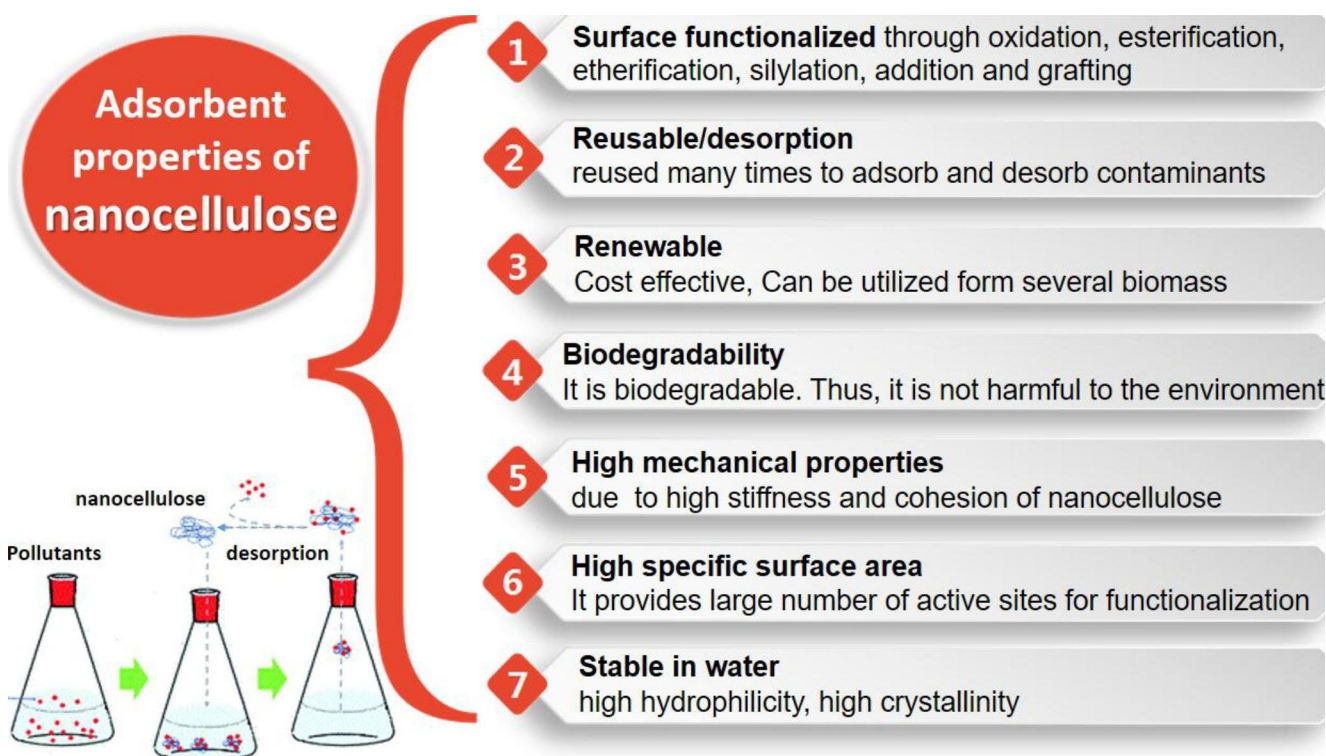 Adsorbent
properties of
nanocellulose
1
Surface functionalized through oxidation, esterification,
etherification, silylation, addition and grafting
2
Reusable/desorption
reused many times to adsorb and desorb contaminants
3
Renewable
Cost effective, Can be utilized form several biomass
4
Biodegradability
It is biodegradable. Thus, it is not harmful to the environment
5
High mechanical properties
due to high stiffness and cohesion of nanocellulose
6
High specific surface area
It provides large number of active sites for functionalization
7
Stable in water
high hydrophilicity, high crystallinity
nanocellulose
Pollutants
desorption